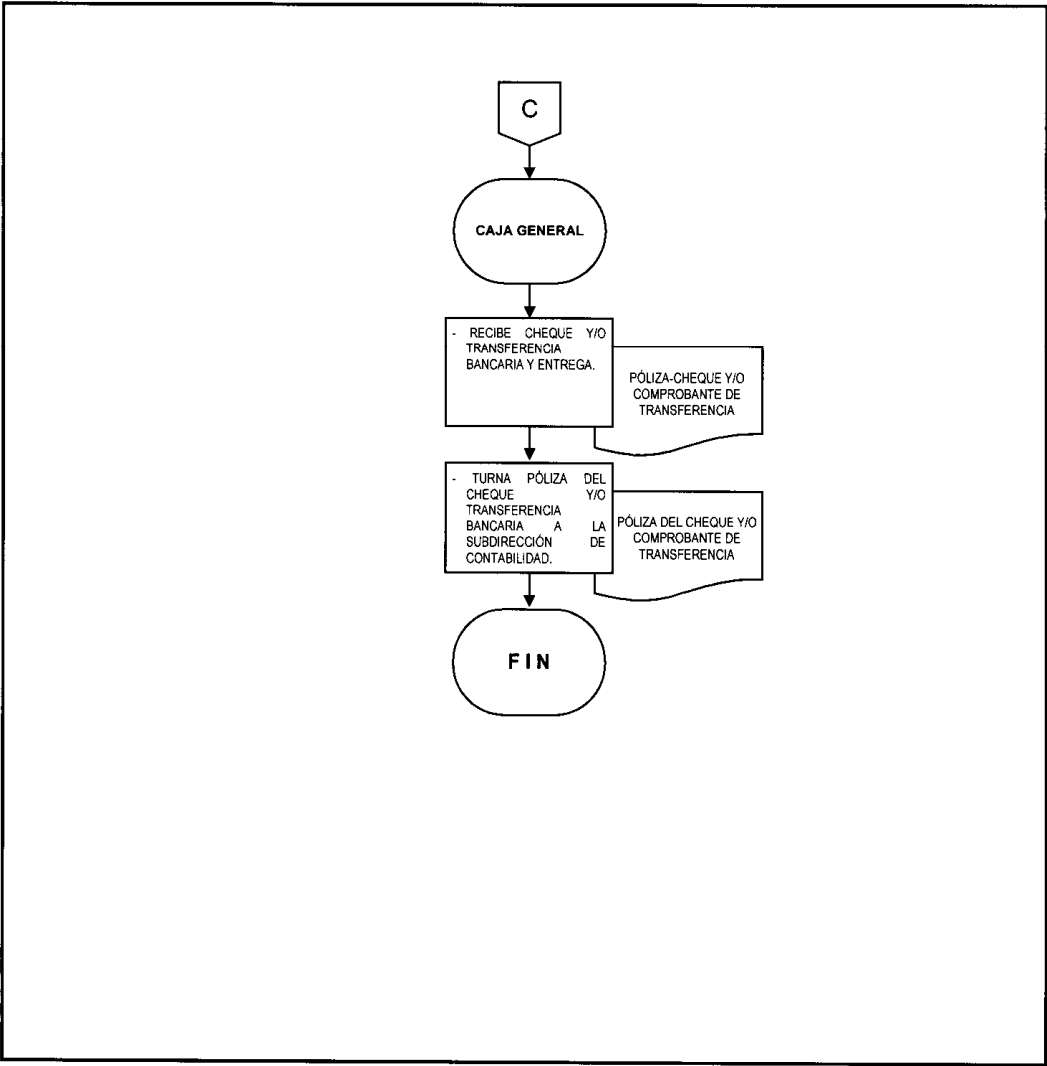 C
CAJA GENERAL
- RECIBE CHEQUE Y/O
TRANSFERENCIA
BANCARIA Y ENTREGA.
PÓLIZA-CHEQUE Y/O
COMPROBANTE DE
TRANSFERENCIA
- TURNA PÓLIZA DEL
CHEQUE Y/O
TRANSFERENCIA
BANCARIA A LA
SUBDIRECCIÓN DE
CONTABILIDAD.
PÓLIZA DEL CHEQUE Y/O
COMPROBANTE DE
TRANSFERENCIA
FIN